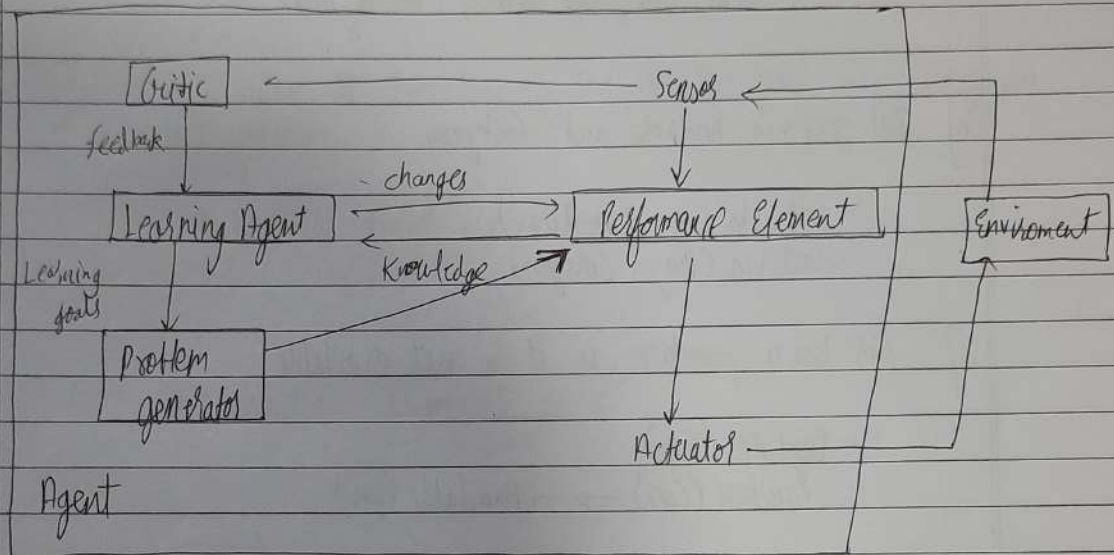 Critic
Sensor
feedback
changes
Learning Agent
Performance Element
Enviroment
Knowledge
Learning
goals
Problem
generator
Actuator
Agent